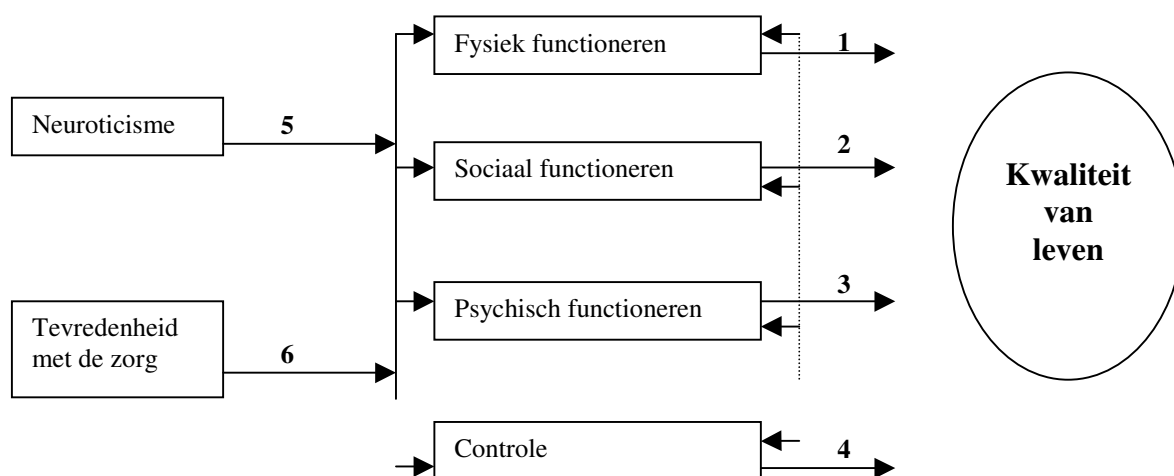 Fysiek functioneren
1
Neuroticisme
5
Sociaal functioneren
2
Kwaliteit
van
leven
Psychisch functioneren
3
Tevredenheid
met de zorg
6
Controle
4